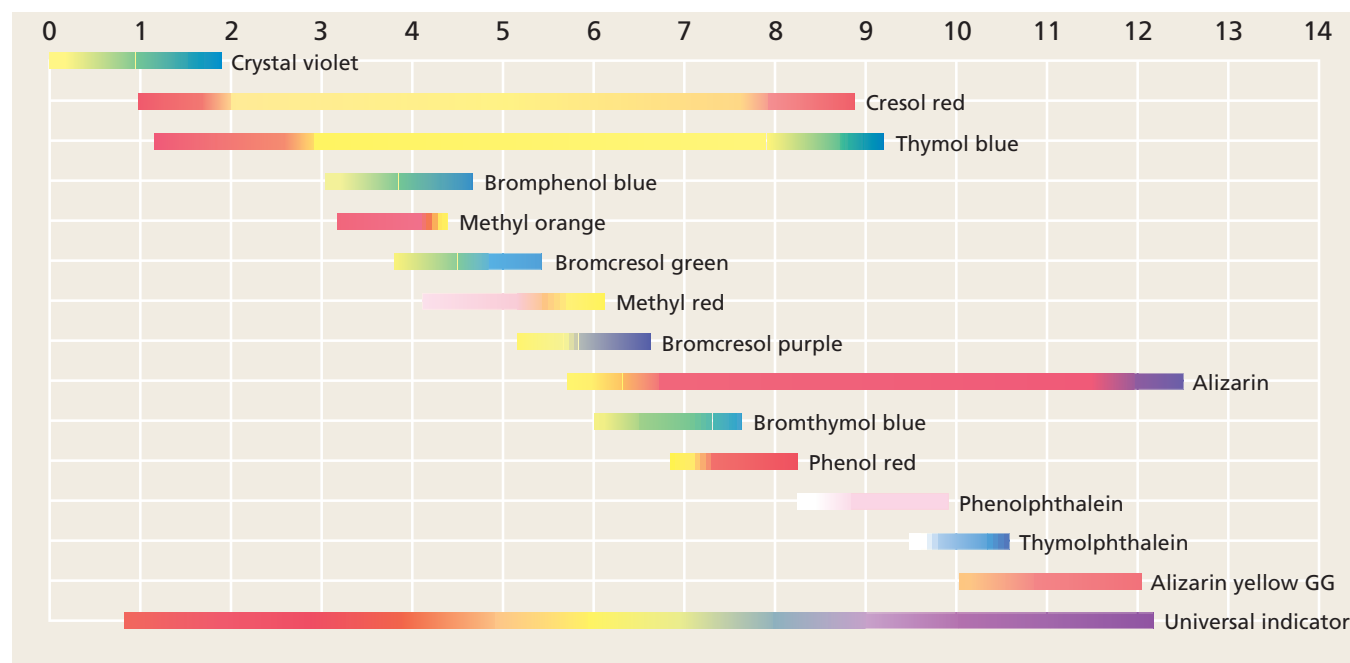 0 1 2 3 4 5 6 7 8 9 10 11 12 13 14
Crystal violet
Cresol red
Thymol blue
Bromphenol blue
Methyl orange
Bromcresol green
Methyl red
Bromcresol purple
Alizarin
Bromthymol blue
Phenol red
Phenolphthalein
Thymolphthalein
Alizarin yellow GG
Universal indicator